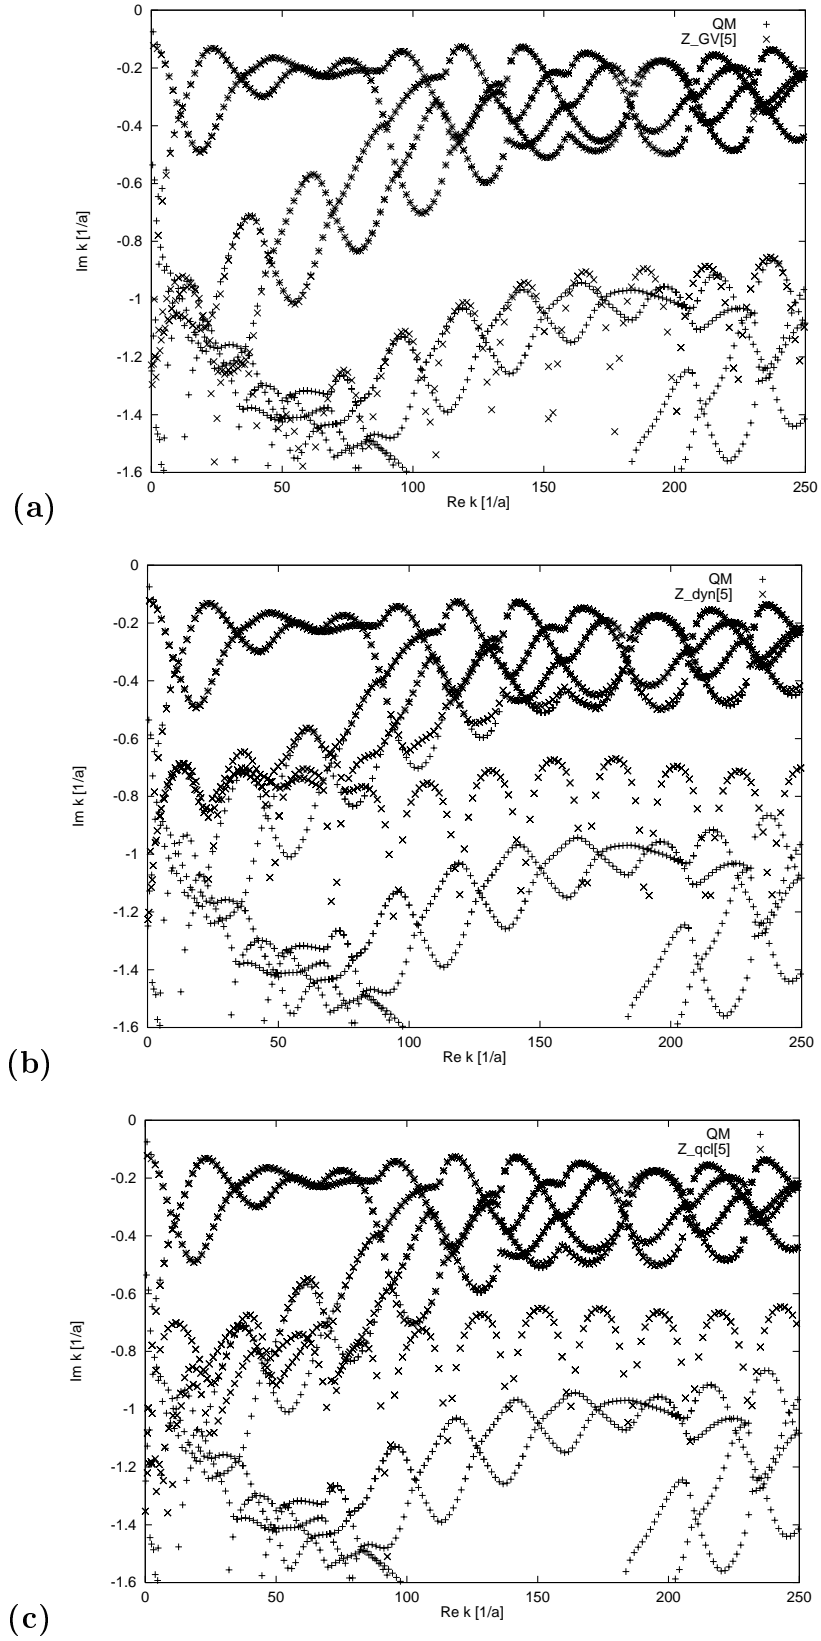 0
-0.2
-0.4
-0.6
-0.8
-1
-1.2
-1.4
-1.6
0 50 100 150 200 250
Im k [1/a]
Re k [1/a]
QM
Z_GV[5]
(a)
0
-0.2
-0.4
-0.6
-0.8
-1
-1.2
-1.4
-1.6
0 50 100 150 200 250
Im k [1/a]
Re k [1/a]
QM
Z_dyn[5]
(b)
0
-0.2
-0.4
-0.6
-0.8
-1
-1.2
-1.4
-1.6
0 50 100 150 200 250
Im k [1/a]
Re k [1/a]
QM
Z_qcl[5]
(c)